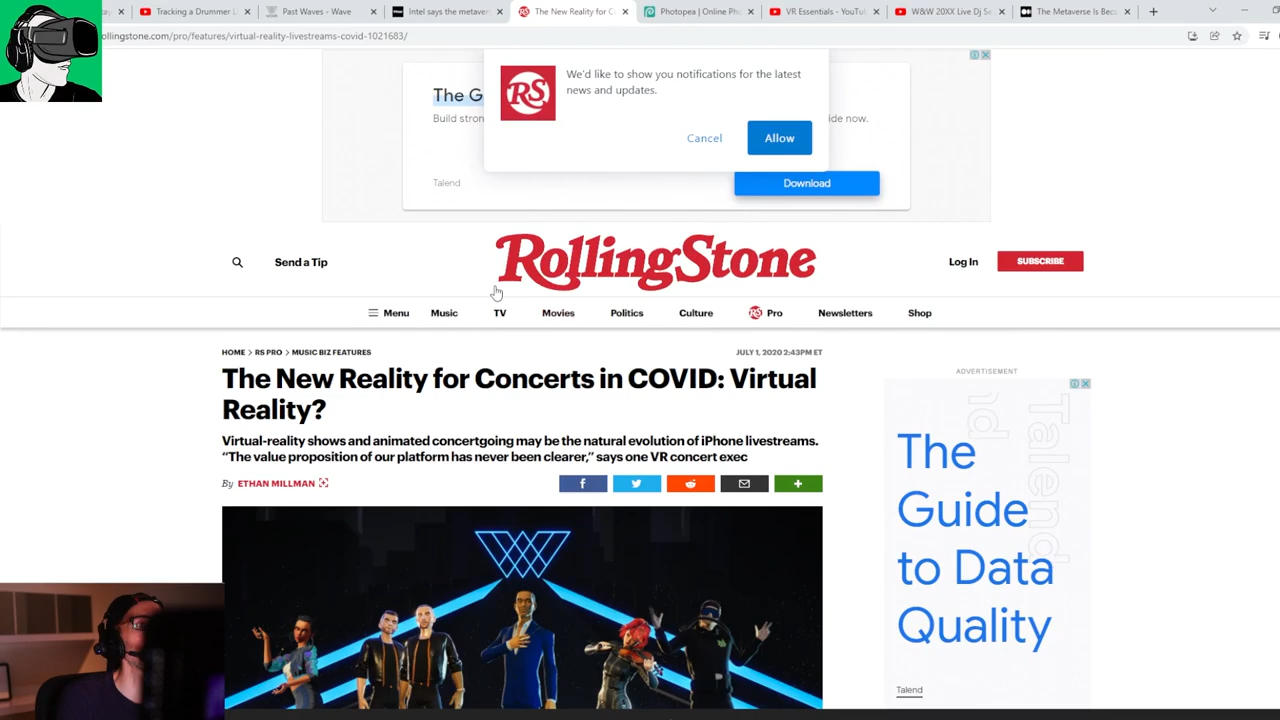 Tracking a Drummer L
Past Waves - Wave
Intel says the metaver
The New Reality for C
Photopea | Online Pho
VR Essentials - YouTu
W&W 20XX Live Dj Se
The Metaverse Is Bec
ollingstone.com/pro/features/virtual-reality-livestreams-covid-1021683/
We'd like to show you notifications for the latest
news and updates.
Cancel
Allow
The G
Build stron
ide now.
Talend
Download
Send a Tip
RollingStone
Log In
SUBSCRIBE
Menu
Music
TV
Movies
Politics
Culture
RS Pro
Newsletters
Shop
HOME > RS PRO > MUSIC BIZ FEATURES
JULY 1, 2020 2:43PM ET
The New Reality for Concerts in COVID: Virtual
Reality?
Virtual-reality shows and animated concertgoing may be the natural evolution of iPhone livestreams.
“The value proposition of our platform has never been clearer,” says one VR concert exec
By ETHAN MILLMAN
ADVERTISEMENT
Talend
The
Guide
to Data
Quality
Talend